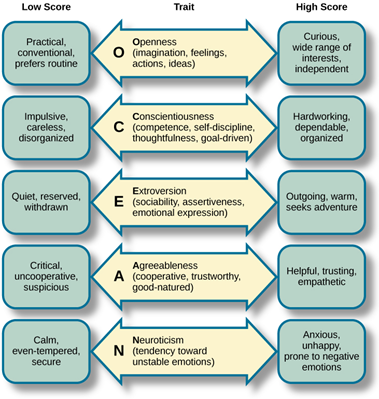 Low Score
Trait
High Score
Practical,
conventional,
prefers routine
O
Openness
(imagination, feelings,
actions, ideas)
Curious,
wide range of
interests,
independent
Impulsive,
careless,
disorganized
C
Conscientiousness
(competence, self-discipline,
thoughtfulness, goal-driven)
Hardworking,
dependable,
organized
Quiet, reserved,
withdrawn
E
Extroversion
(sociability, assertiveness,
emotional expression)
Outgoing, warm,
seeks adventure
Critical,
uncooperative,
suspicious
A
Agreeableness
(cooperative, trustworthy,
good-natured)
Helpful, trusting,
empathetic
Calm,
even-tempered,
secure
N
Neuroticism
(tendency toward
unstable emotions)
Anxious,
unhappy,
prone to negative
emotions